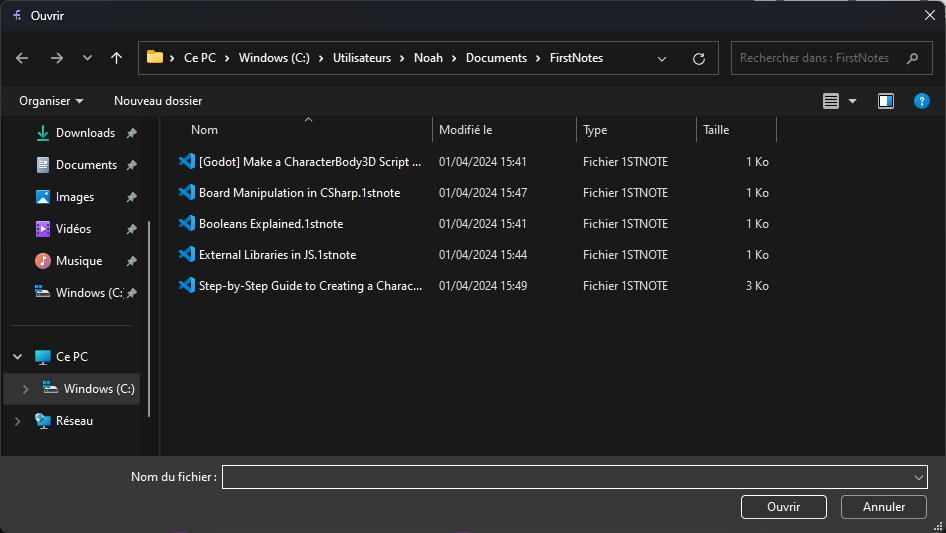 Ouvrir
Ce PC > Windows (C:) > Utilisateurs > Noah > Documents > FirstNotes
Rechercher dans : FirstNotes
Organiser
Nouveau dossier
Downloads
Documents
Images
Vidéos
Musique
Windows (C:
Ce PC
Windows (C:)
Réseau
Nom Modifié le Type Taille
[Godot] Make a CharacterBody3D Script ... 01/04/2024 15:41 Fichier 1STNOTE 1 Ko
Board Manipulation in CSharp.1stnote 01/04/2024 15:47 Fichier 1STNOTE 1 Ko
Booleans Explained.1stnote 01/04/2024 15:41 Fichier 1STNOTE 1 Ko
External Libraries in JS.1stnote 01/04/2024 15:44 Fichier 1STNOTE 1 Ko
Step-by-Step Guide to Creating a Charac... 01/04/2024 15:49 Fichier 1STNOTE 3 Ko
Nom du fichier :
Ouvrir
Annuler